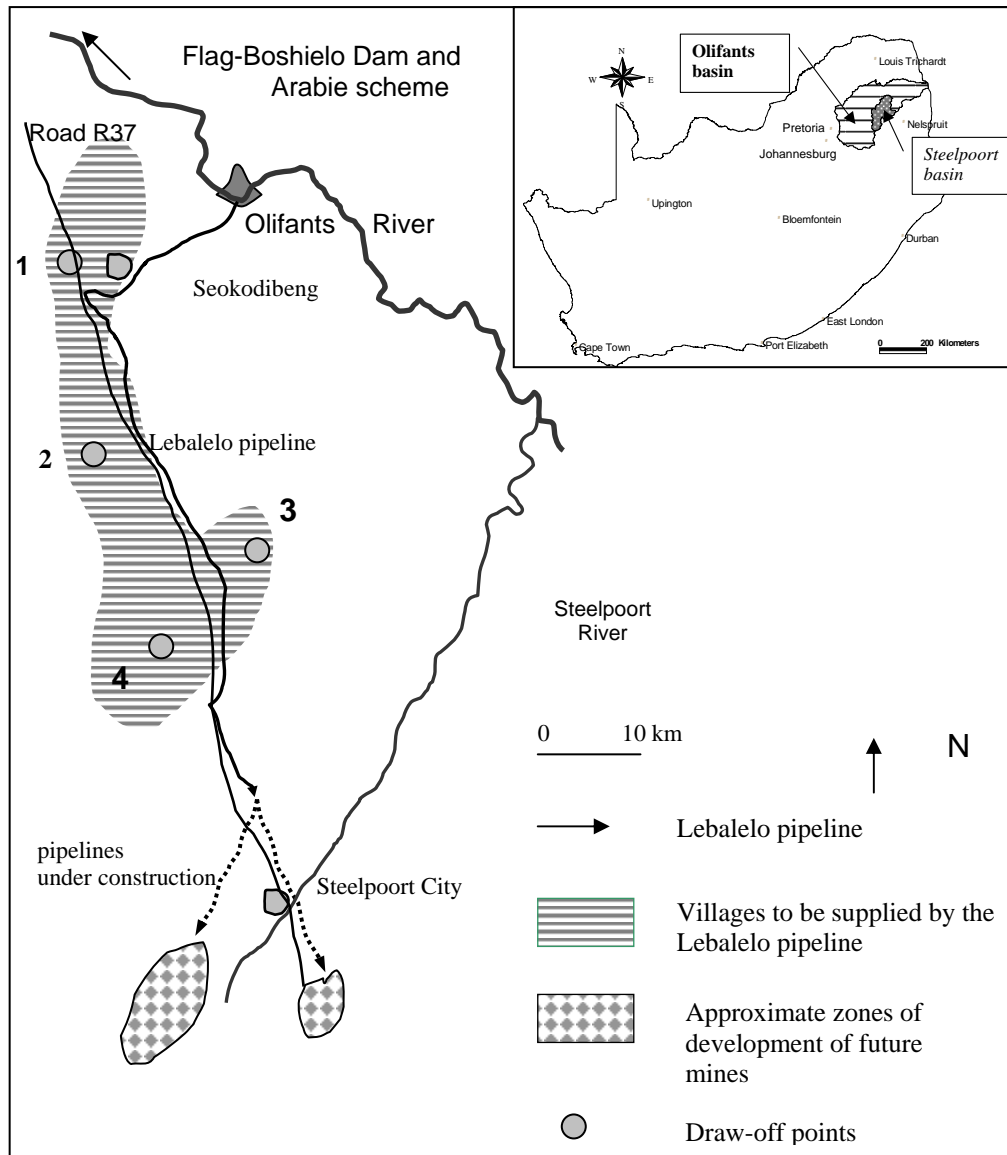 Flag-Boshielo Dam and
Arabie scheme
Road R37
Olifants River
1
Seokodibeng
2
Lebalelo pipeline
3
4
Steelpoort
River
pipelines
under construction
Steelpoort City
N
W E
S
Olifants
basin
Louis Trichardt
Pretoria
Nelspruit
Johannesburg
Steelpoort
basin
Upington
Bloemfontein
Durban
East London
Cape Town
Port Elizabeth
200 Kilometers
0 10 km
N
Lebalelo pipeline
Villages to be supplied by the
Lebalelo pipeline
Approximate zones of
development of future
mines
Draw-off points